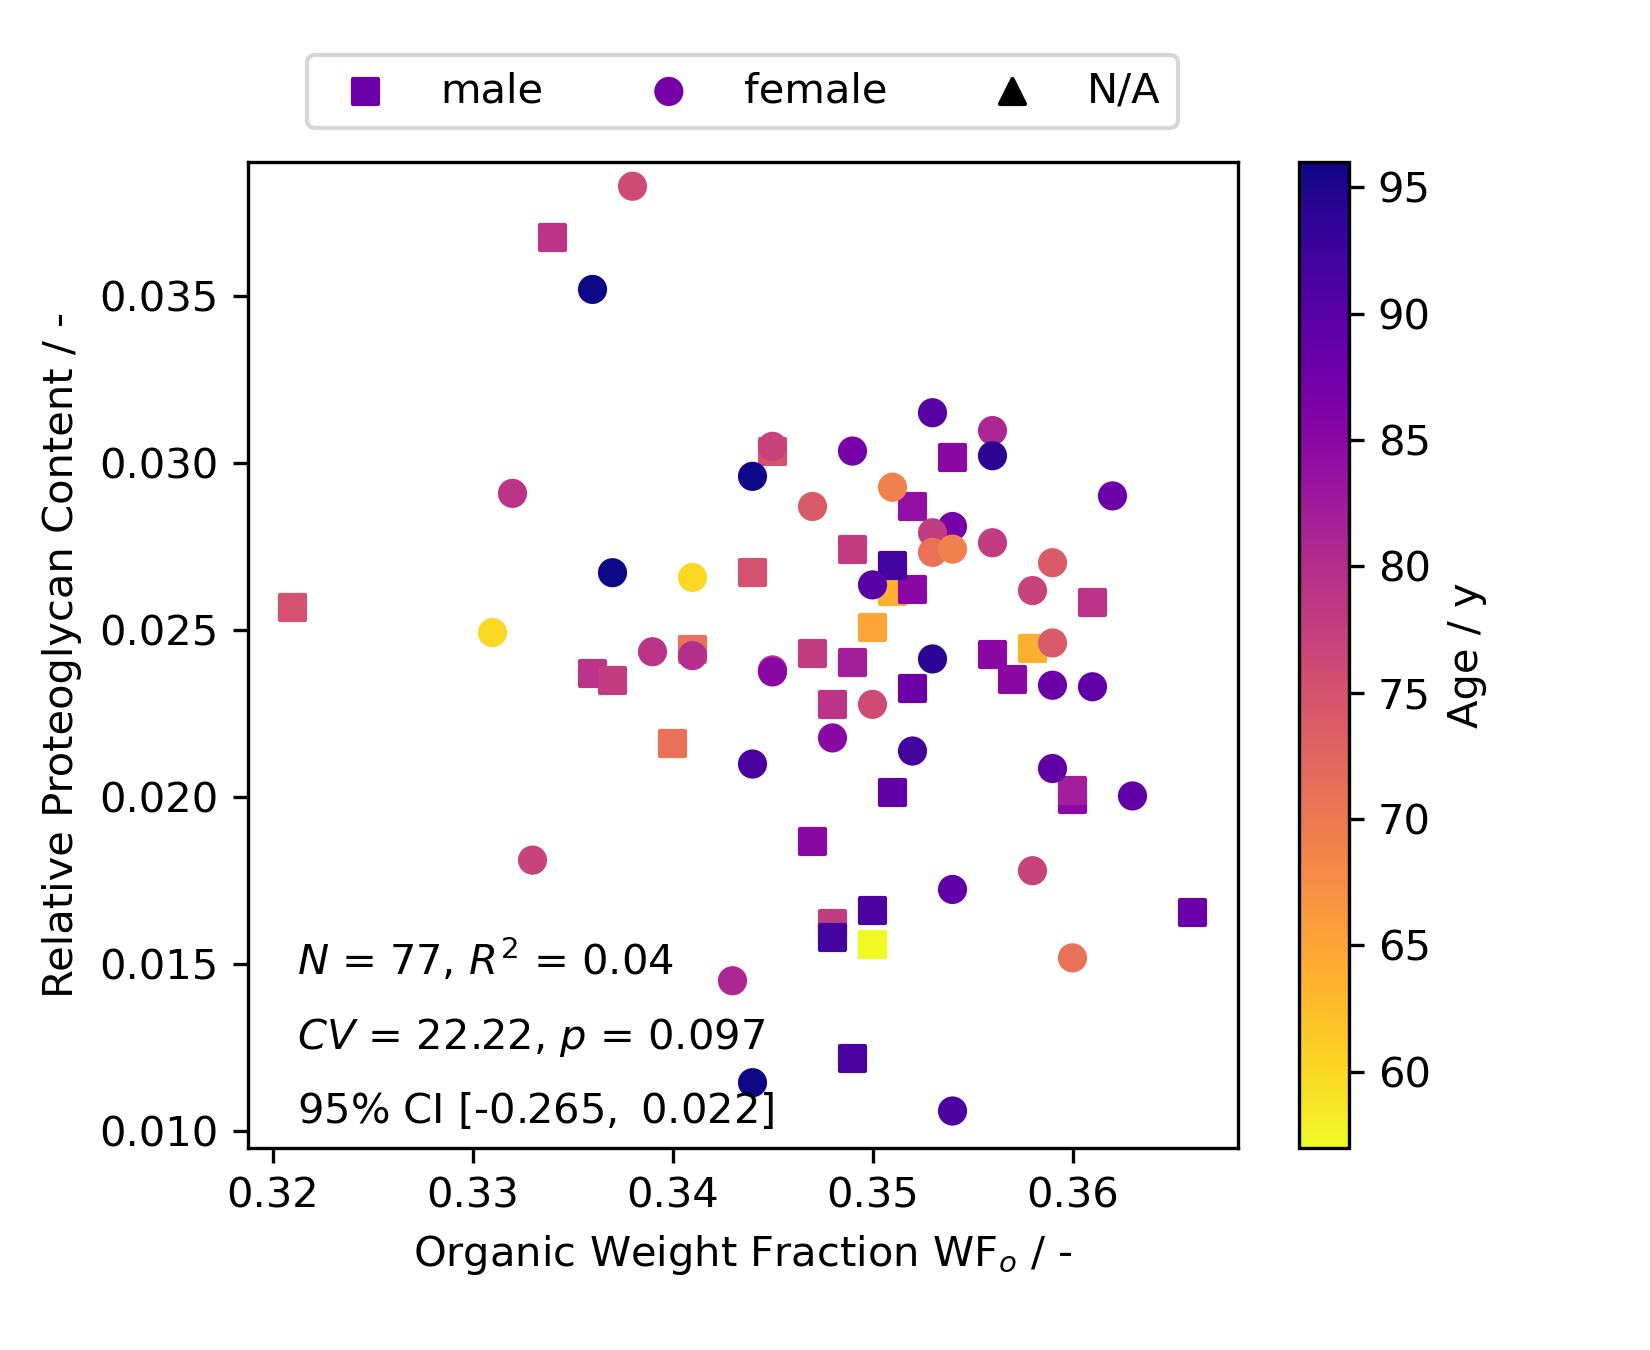 male female N/A
0.035
0.030
0.025
0.020
0.015
0.010
Relative Proteoglycan Content / -
N = 77, R² = 0.04
CV = 22.22, p = 0.097
95% CI [-0.265, 0.022]
0.32 0.33 0.34 0.35 0.36
Organic Weight Fraction WFₒ / -
95
90
85
80
75
70
65
60
Age / y